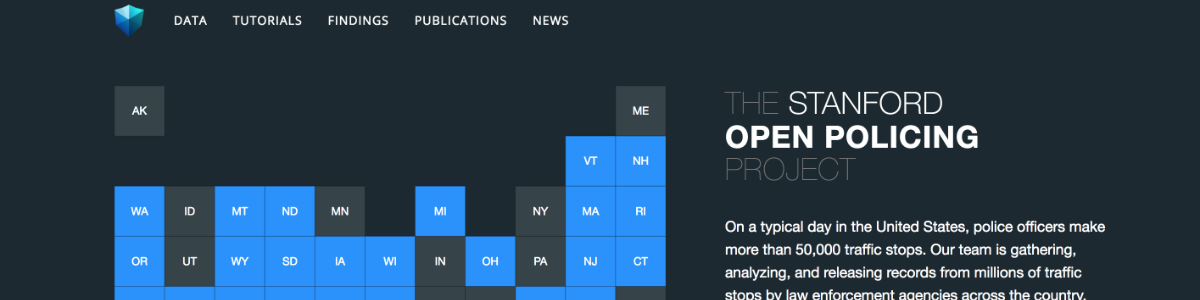 DATA TUTORIALS FINDINGS PUBLICATIONS NEWS
AK ME
VT NH
WA ID MT ND MN MI NY MA RI
OR UT WY SD IA WI IN OH PA NJ CT
THE STANFORD
OPEN POLICING
PROJECT
On a typical day in the United States, police officers make
more than 50,000 traffic stops. Our team is gathering,
analyzing, and releasing records from millions of traffic
stops by law enforcement agencies across the country.